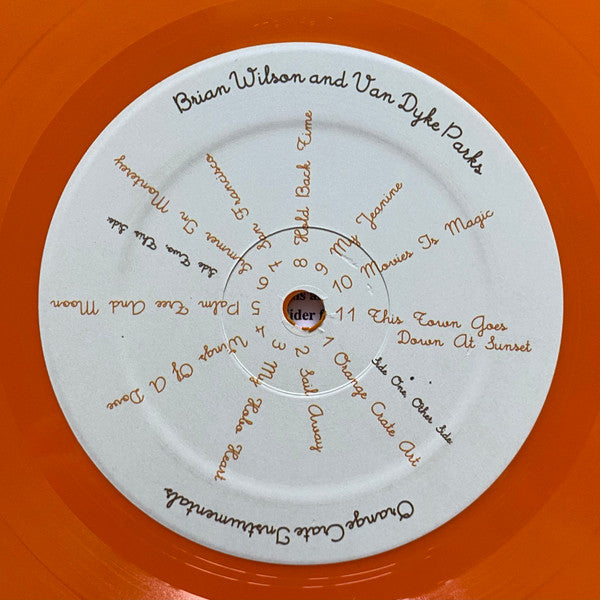 Brian Wilson and Van Dyke Parks
Side One, Other Side
1 Orange Crate Art
2 Sail Away
3 My Hobo Heart
4 Wings Of A Dove
5 Palm Tree And Moon
Side Two, This Side
6 Summer In Monterey
7 San Francisco
8 Hold Back Time
9 My Jeanine
10 Movies Is Magic
11 This Town Goes
Down At Sunset
Orange Crate Instrumentals